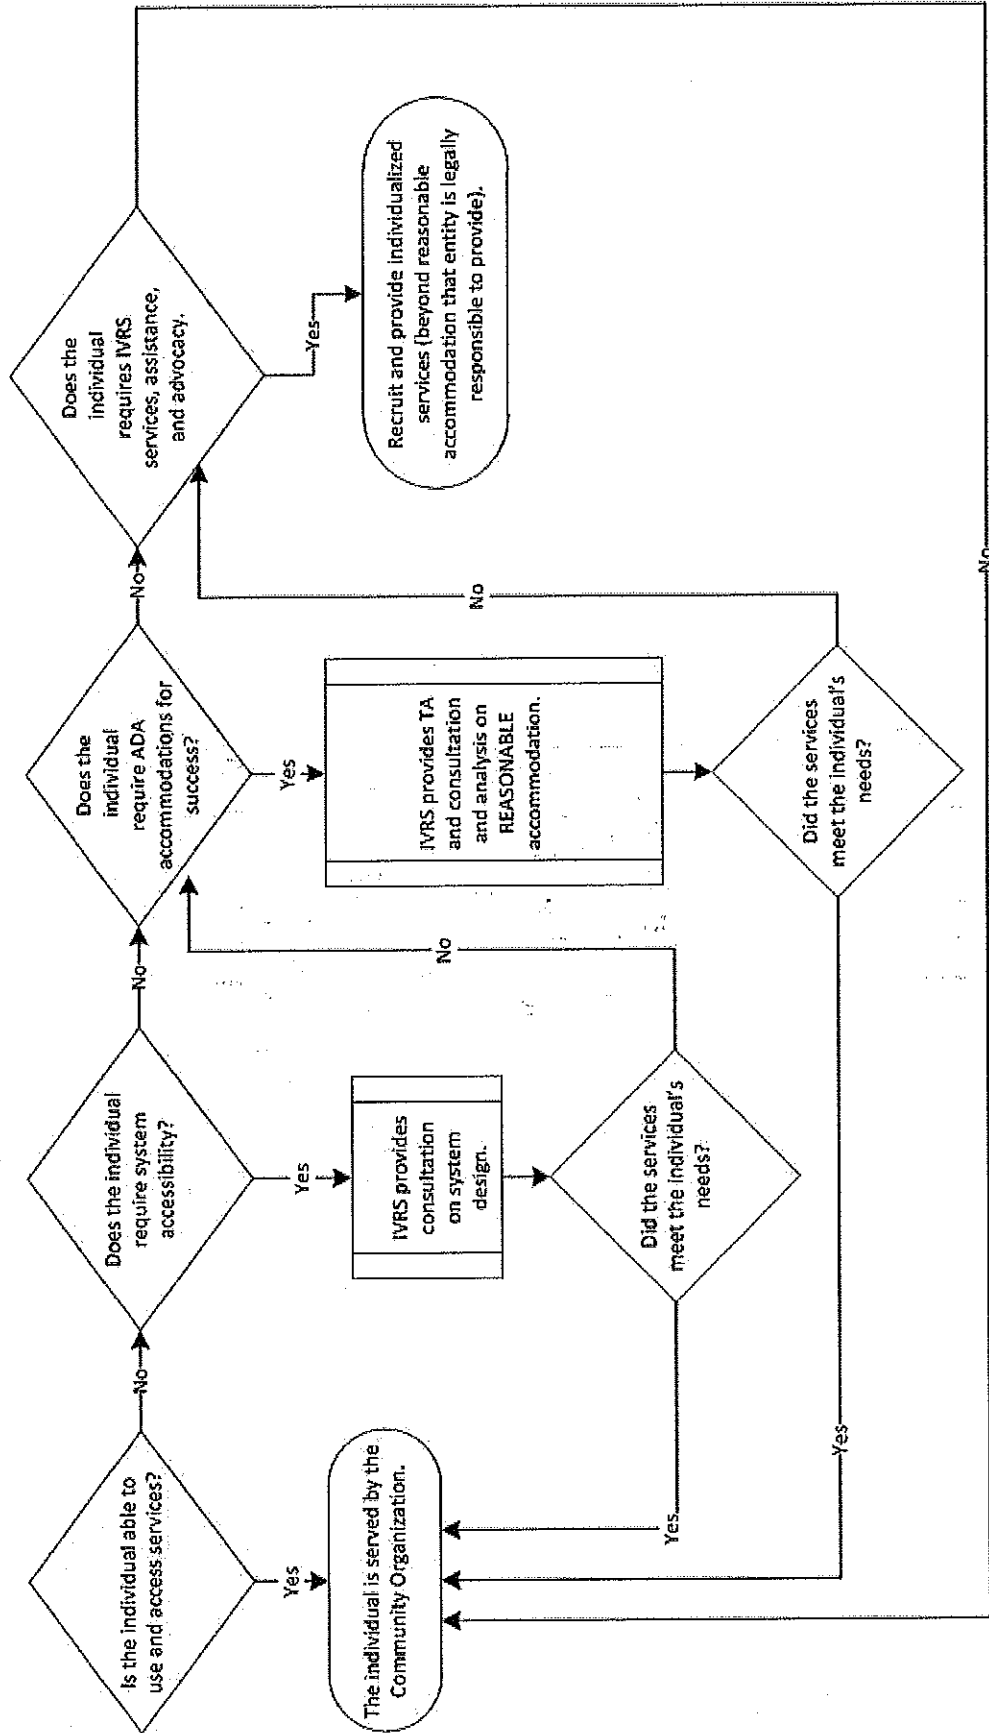 Is the individual able to
use and access services?
No
Does the individual
require system
accessibility?
No
Does the
individual
require ADA
accommodations for
success?
No
Does the
individual
requires IVRS
services, assistance,
and advocacy.
Yes
Yes
Yes
Yes
The individual is served by the
Community Organization.
IVRS provides
consultation
on system
design.
IVRS provides TA
and consultation
and analysis on
REASONABLE
accommodation.
Recruit and provide individualized
services (beyond reasonable
accommodation that entity is legally
responsible to provide).
No
No
Did the services
meet the individual's
needs?
Did the services
meet the individual's
needs?
Yes
Yes
No